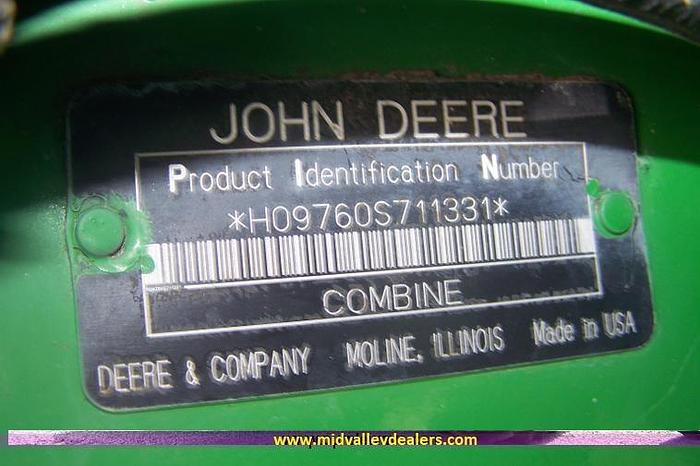 JOHN DEERE
Product Identification Number
*H09760S711331*
COMBINE
DEERE & COMPANY MOLINE, ILLINOIS Made in USA
www.midvalleydealers.com